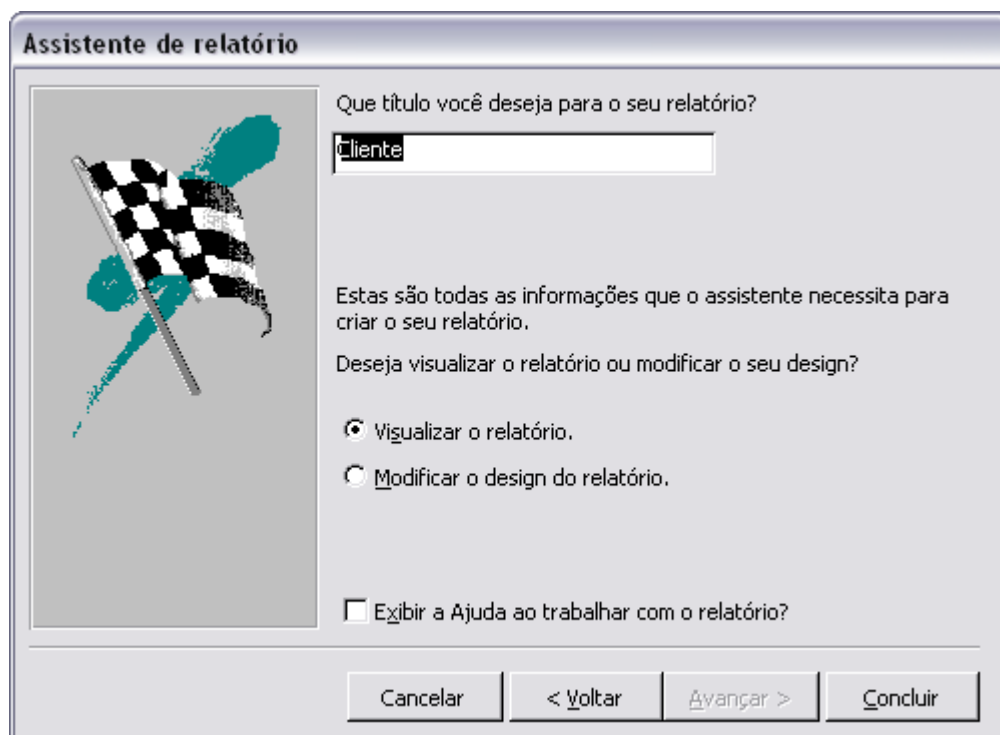 Assistente de relatório
Que título você deseja para o seu relatório?
Cliente
Estas são todas as informações que o assistente necessita para
criar o seu relatório.
Deseja visualizar o relatório ou modificar o seu design?
Visualizar o relatório.
Modificar o design do relatório.
Exibir a Ajuda ao trabalhar com o relatório?
Cancelar < Voltar Avançar > Concluir